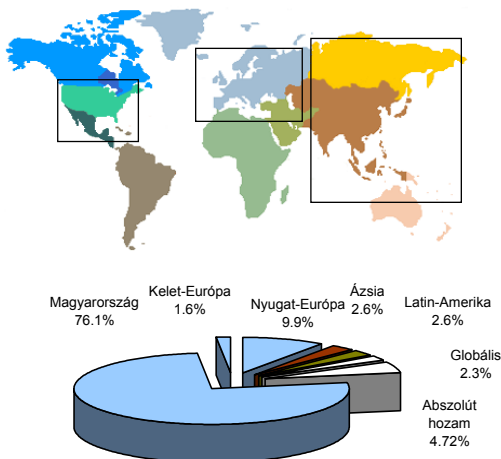 Magyarország
76.1%
Kelet-Európa
1.6%
Nyugat-Európa
9.9%
Ázsia
2.6%
Latin-Amerika
2.6%
Globális
2.3%
Abszolút
hozam
4.72%